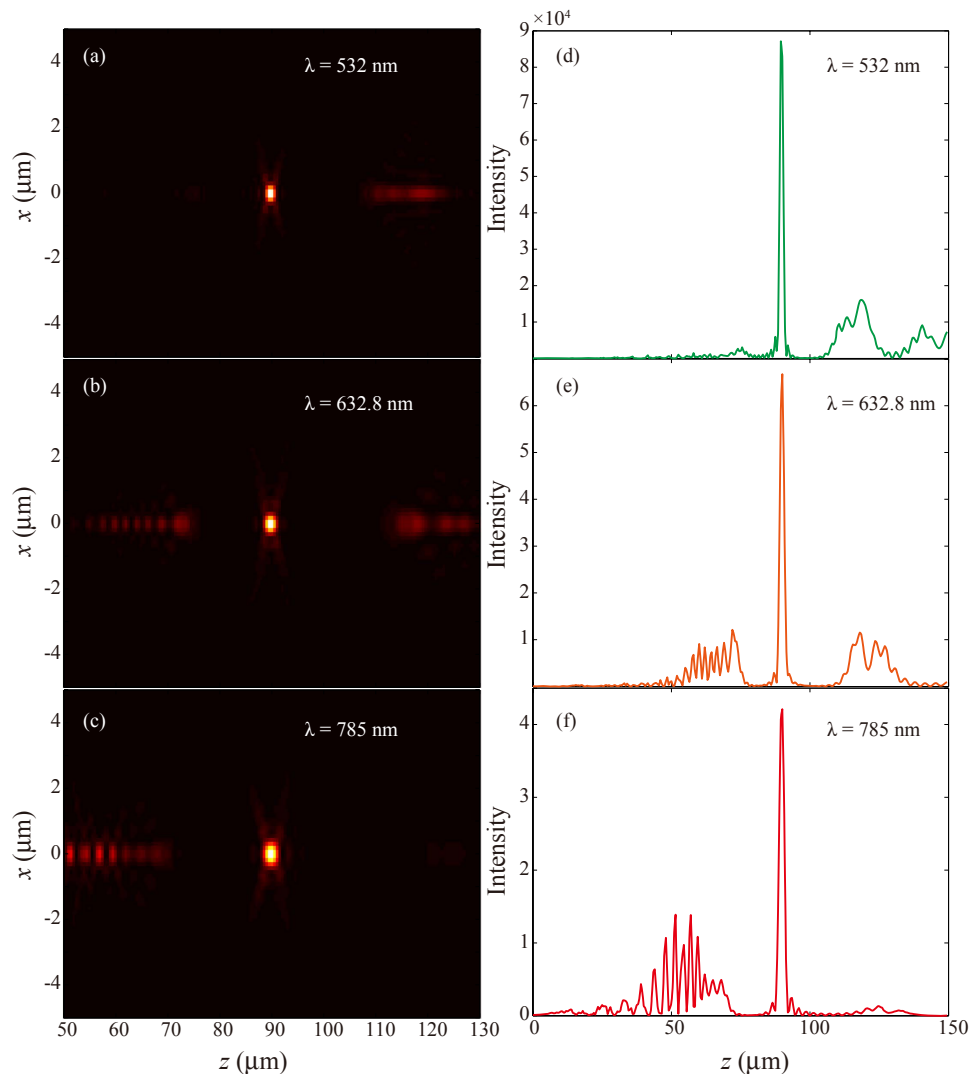 (a)
λ = 532 nm
x (μm)
4
2
0
-2
-4
(b)
λ = 632.8 nm
x (μm)
4
2
0
-2
-4
(c)
λ = 785 nm
x (μm)
4
2
0
-2
-4
50 60 70 80 90 100 110 120 130
z (μm)
×10⁴
(d)
λ = 532 nm
Intensity
9
8
7
6
5
4
3
2
1
(e)
λ = 632.8 nm
Intensity
6
5
4
3
2
1
(f)
λ = 785 nm
Intensity
4
3
2
1
0
0 50 100 150
z (μm)